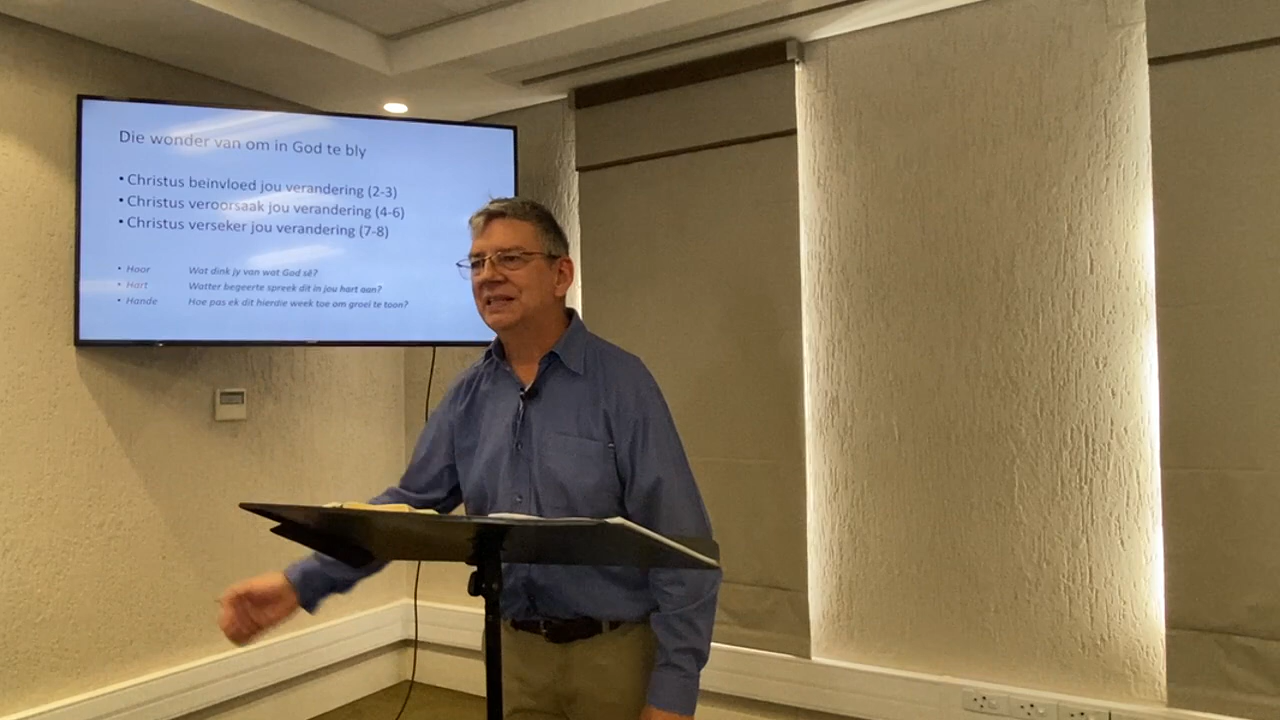 Die wonder van om in God te bly
• Christus beïnvloed jou verandering (2-3)
• Christus veroorsaak jou verandering (4-6)
• Christus verseker jou verandering (7-8)
• Hoor Wat dink jy van wat God sê?
• Hart Watter begeerte spreek dit in jou hart aan?
• Hande Hoe pas ek dit hierdie week toe om groei te toon?